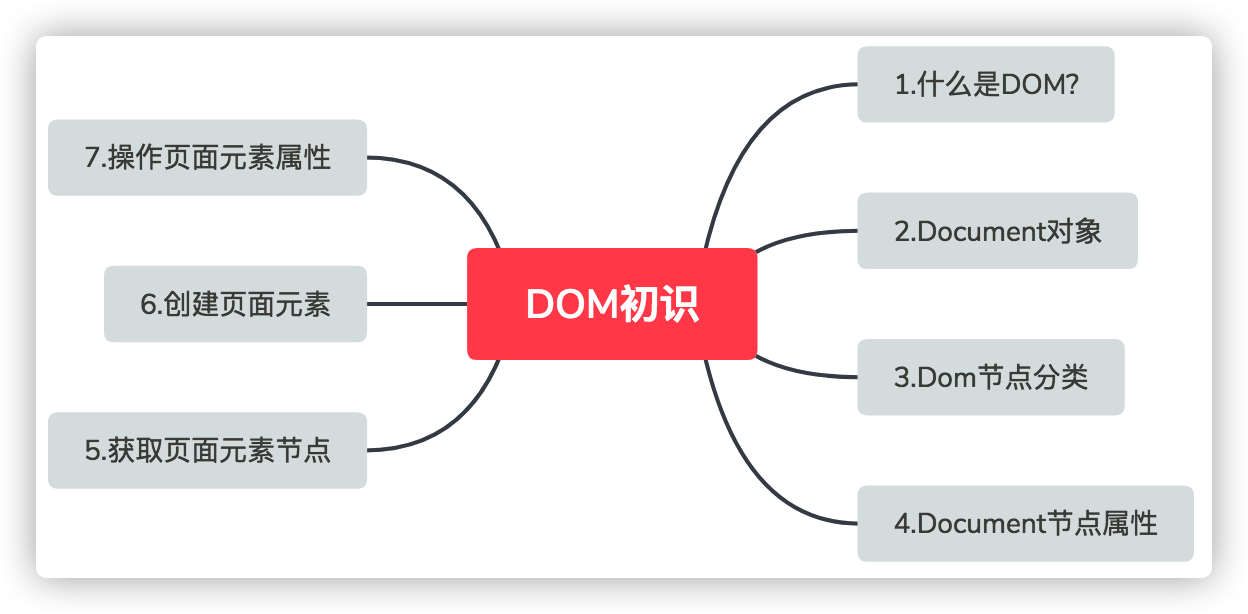 DOM初识
1.什么是DOM?
2.Document对象
3.Dom节点分类
4.Document节点属性
5.获取页面元素节点
6.创建页面元素
7.操作页面元素属性